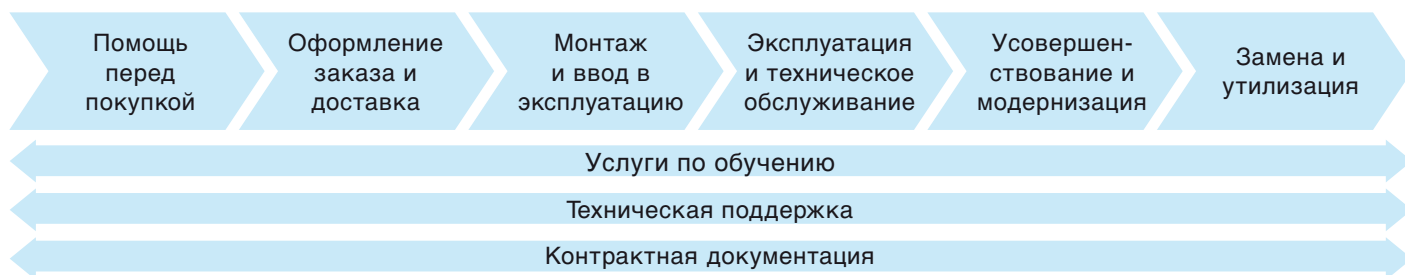 Помощь
перед
покупкой
Оформление
заказа и
доставка
Монтаж
и ввод в
эксплуатацию
Эксплуатация
и техническое
обслуживание
Усовершен-
ствование и
модернизация
Замена и
утилизация
Услуги по обучению
Техническая поддержка
Контрактная документация